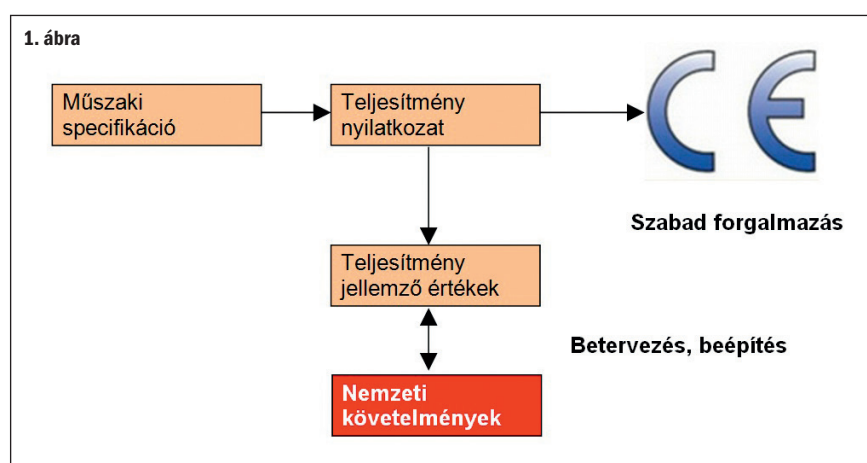 1. ábra
Műszaki
specifikáció
Teljesítmény
nyilatkozat
CE
Szabad forgalmazás
Teljesítmény
jellemző értékek
Betervezés, beépítés
Nemzeti
követelmények